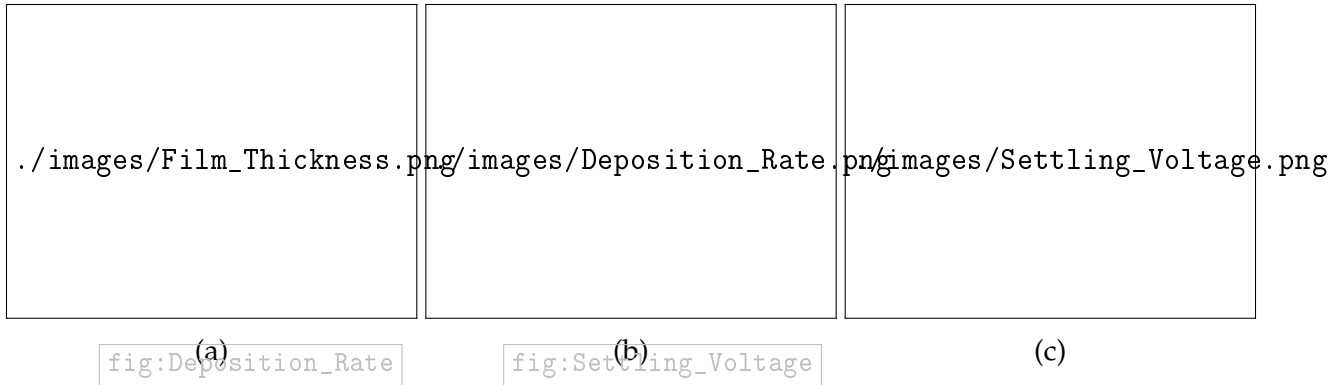 ./images/Film_Thickness.png
./images/Deposition_Rate.png
./images/Settling_Voltage.png
(a)
(b)
(c)
fig:Deposition_Rate
fig:Settling_Voltage